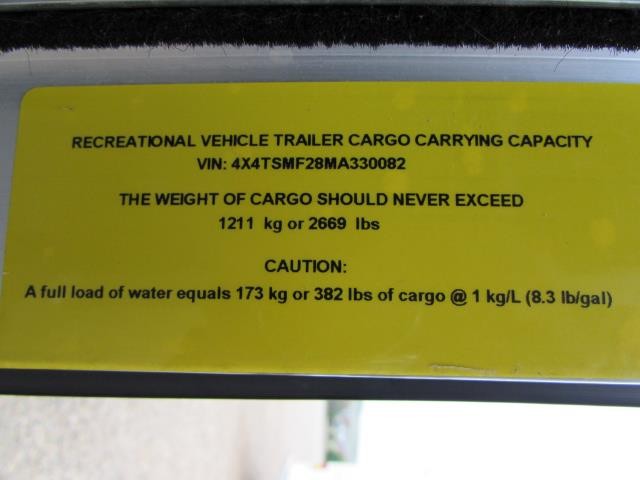 RECREATIONAL VEHICLE TRAILER CARGO CARRYING CAPACITY
VIN: 4X4TSMF28MA330082
THE WEIGHT OF CARGO SHOULD NEVER EXCEED
1211 kg or 2669 lbs
CAUTION:
A full load of water equals 173 kg or 382 lbs of cargo @ 1 kg/L (8.3 lb/gal)